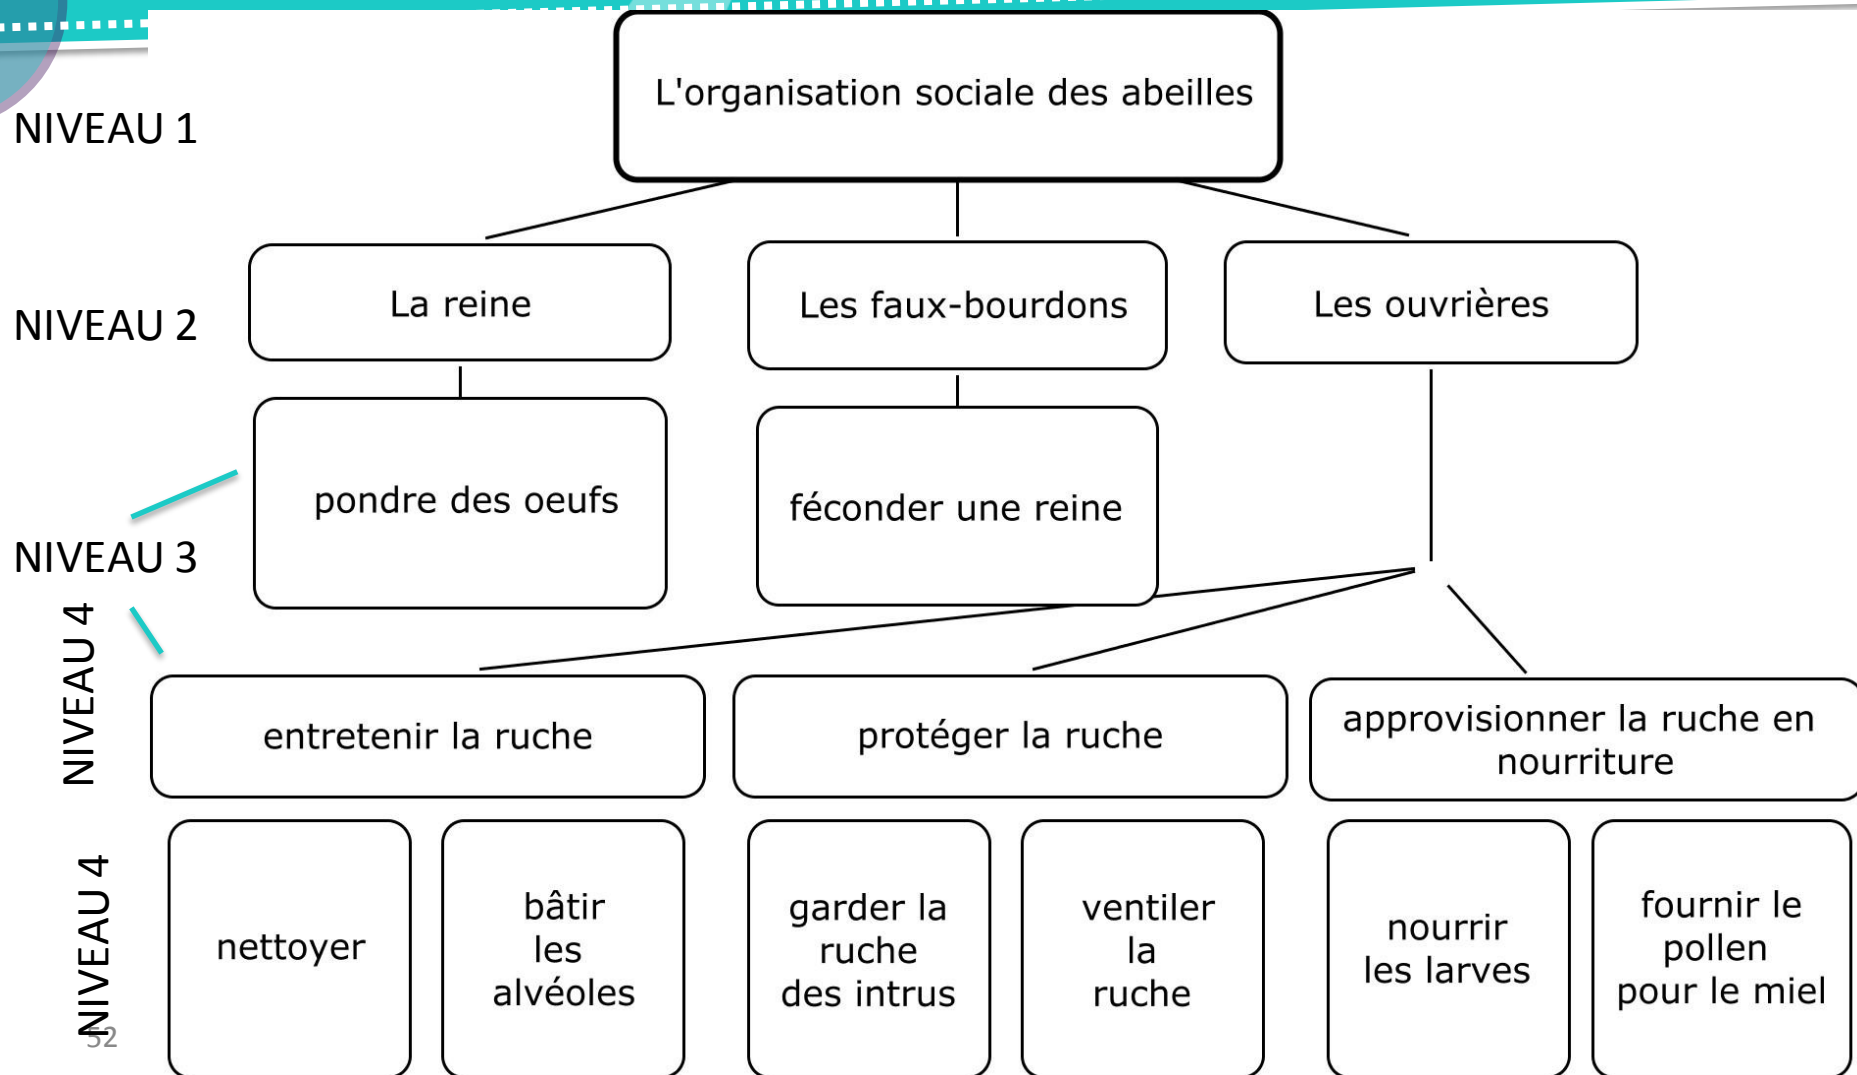 L'organisation sociale des abeilles
NIVEAU 1
La reine
Les faux-bourdons
Les ouvrières
NIVEAU 2
pondre des oeufs
féconder une reine
NIVEAU 3
NIVEAU 4
entretenir la ruche
protéger la ruche
approvisionner la ruche en
nourriture
NIVEAU 4
nettoyer
bâtir
les
alvéoles
garder la
ruche
des intrus
ventiler
la
ruche
nourrir
les larves
fournir le
pollen
pour le miel
52